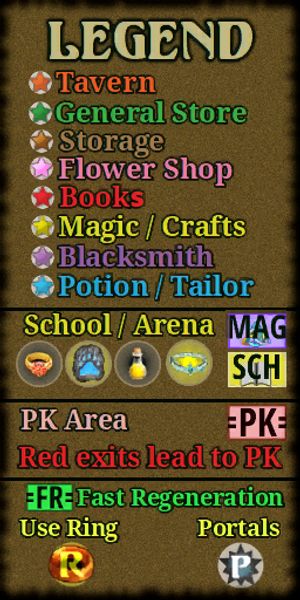 LEGEND
Tavern
General Store
Storage
Flower Shop
Books
Magic / Crafts
Blacksmith
Potion / Tailor
School / Arena MAG
SCH
PK Area =PK=
Red exits lead to PK
=FR= Fast Regeneration
Use Ring Portals
R P